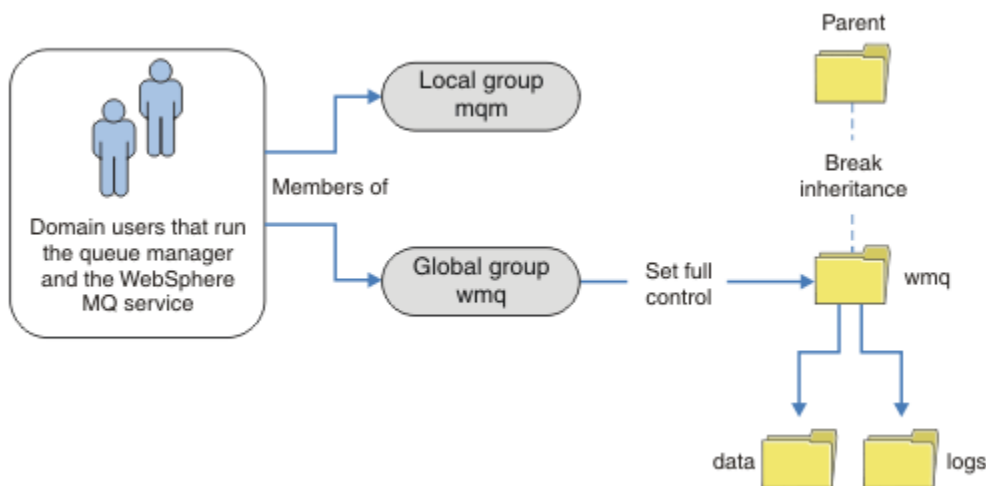 Parent
Local group
mqm
Break
inheritance
Members of
Domain users that run
the queue manager
and the WebSphere
MQ service
Global group
wmq
Set full
control
wmq
data
logs